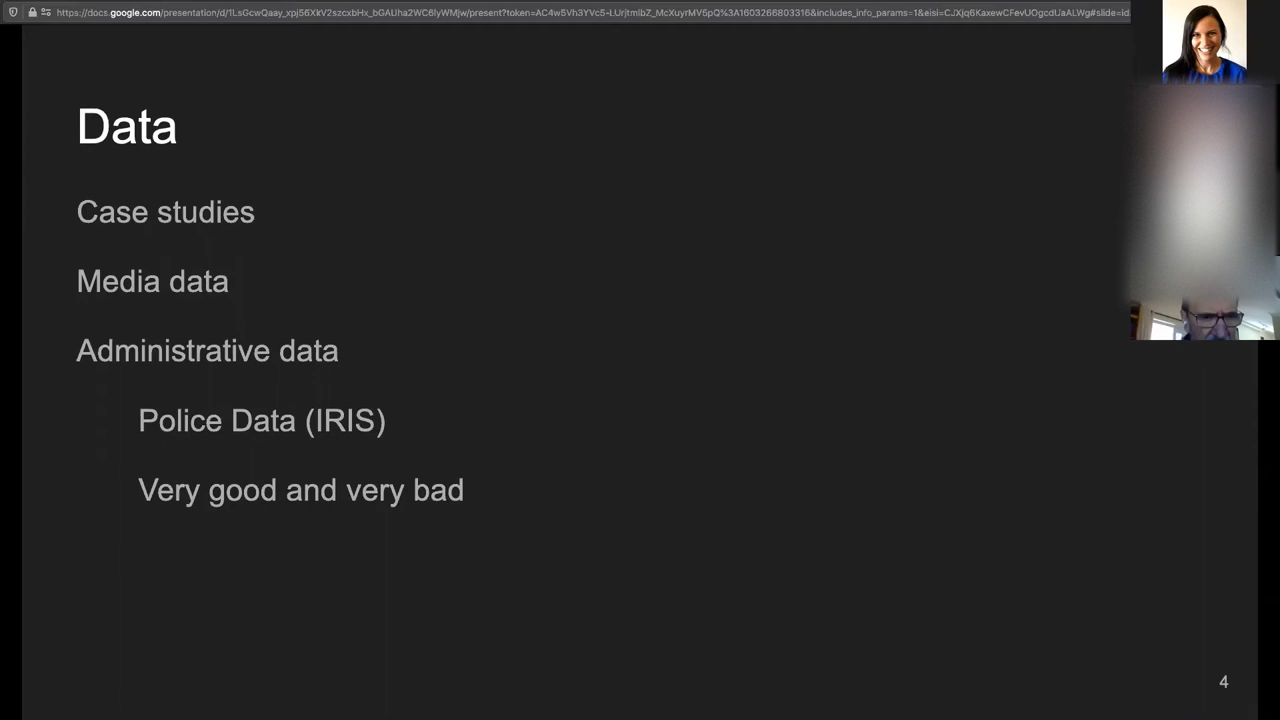 Data
Case studies
Media data
Administrative data
Police Data (IRIS)
Very good and very bad
4